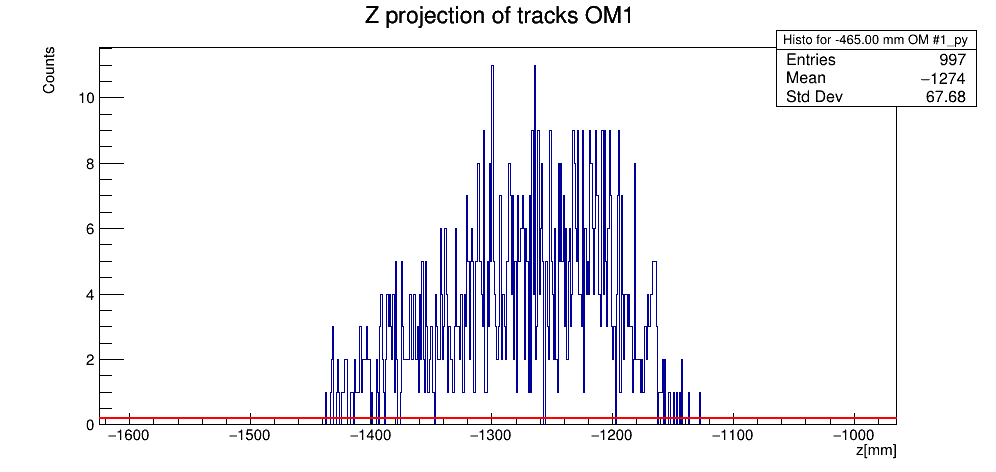 Z projection of tracks OM1
Histo for -465.00 mm OM #1_py
Entries 997
Mean −1274
Std Dev 67.68
Counts
10
8
6
4
2
0
−1600 −1500 −1400 −1300 −1200 −1100 −1000
z[mm]